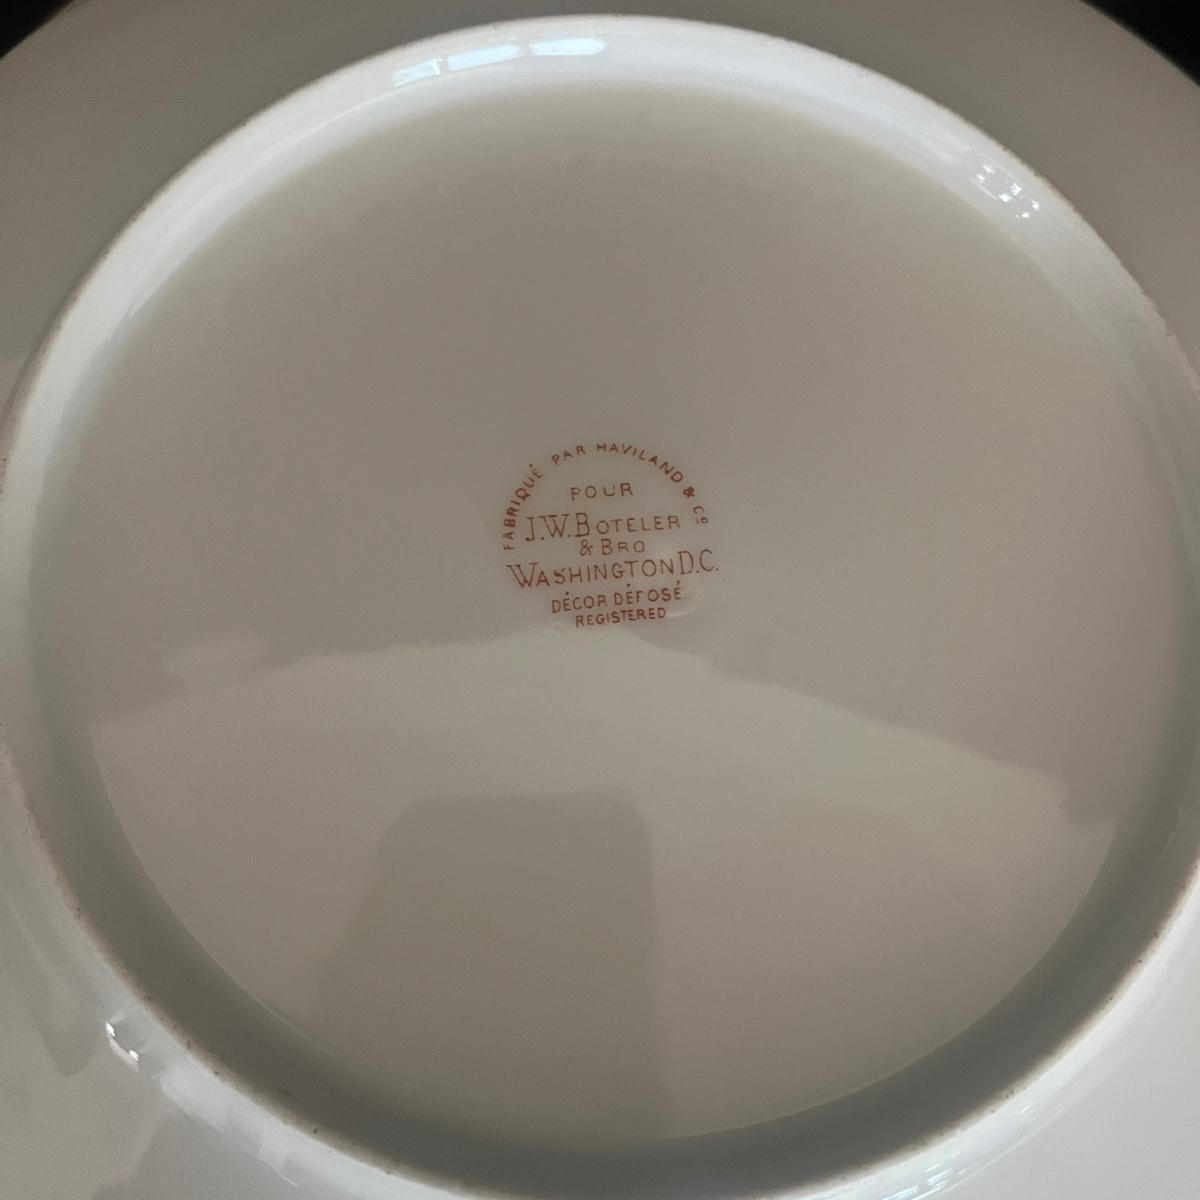 FABRIQUÉ PAR HAVILAND & Co
POUR
J.W. BOTELER
& BRO
WASHINGTON D.C.
DÉCOR DÉPOSÉ
REGISTERED